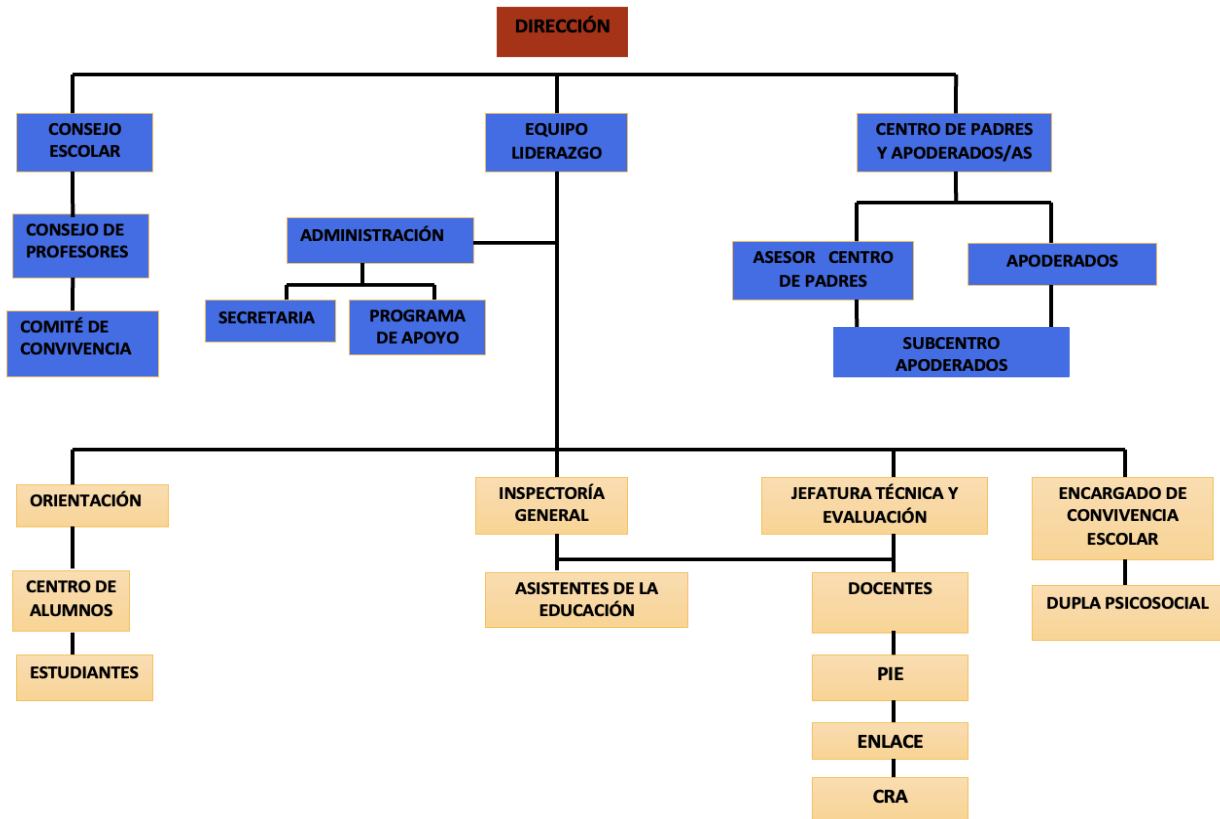 DIRECCIÓN
CONSEJO
ESCOLAR
EQUIPO
LIDERAZGO
CENTRO DE PADRES
Y APODERADOS/AS
CONSEJO DE
PROFESORES
ADMINISTRACIÓN
ASESOR CENTRO
DE PADRES
APODERADOS
COMITÉ DE
CONVIVENCIA
SECRETARIA
PROGRAMA
DE APOYO
SUBCENTRO
APODERADOS
ORIENTACIÓN
INSPECTORÍA
GENERAL
JEFATURA TÉCNICA Y
EVALUACIÓN
ENCARGADO DE
CONVIVENCIA
ESCOLAR
CENTRO DE
ALUMNOS
ASISTENTES DE LA
EDUCACIÓN
DOCENTES
DUPLA PSICOSOCIAL
ESTUDIANTES
PIE
ENLACE
CRA